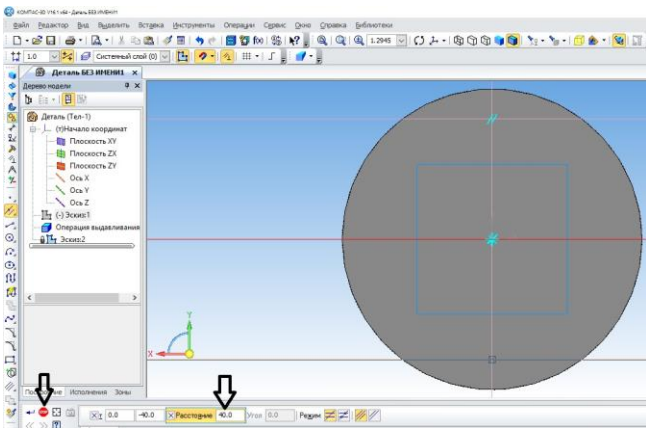 КОМПАС-3D V16.1 x64 - Деталь БЕЗ ИМЕНИ1
Файл Редактор Вид Выделить Вставка Инструменты Операции Сервис Окно Справка Библиотеки
f(x) 1.2945
1.0 Системный слой (0)
Деталь БЕЗ ИМЕНИ1 ×
Дерево модели
Деталь (Тел-1)
(т)Начало координат
Плоскость XY
Плоскость ZX
Плоскость ZY
Ось X
Ось Y
Ось Z
(-) Эскиз:1
Операция выдавливания
Эскиз:2
Y
X
Построение Исполнения Зоны
STOP
0.0 -40.0 Расстояние 40.0 Угол 0.0 Режим